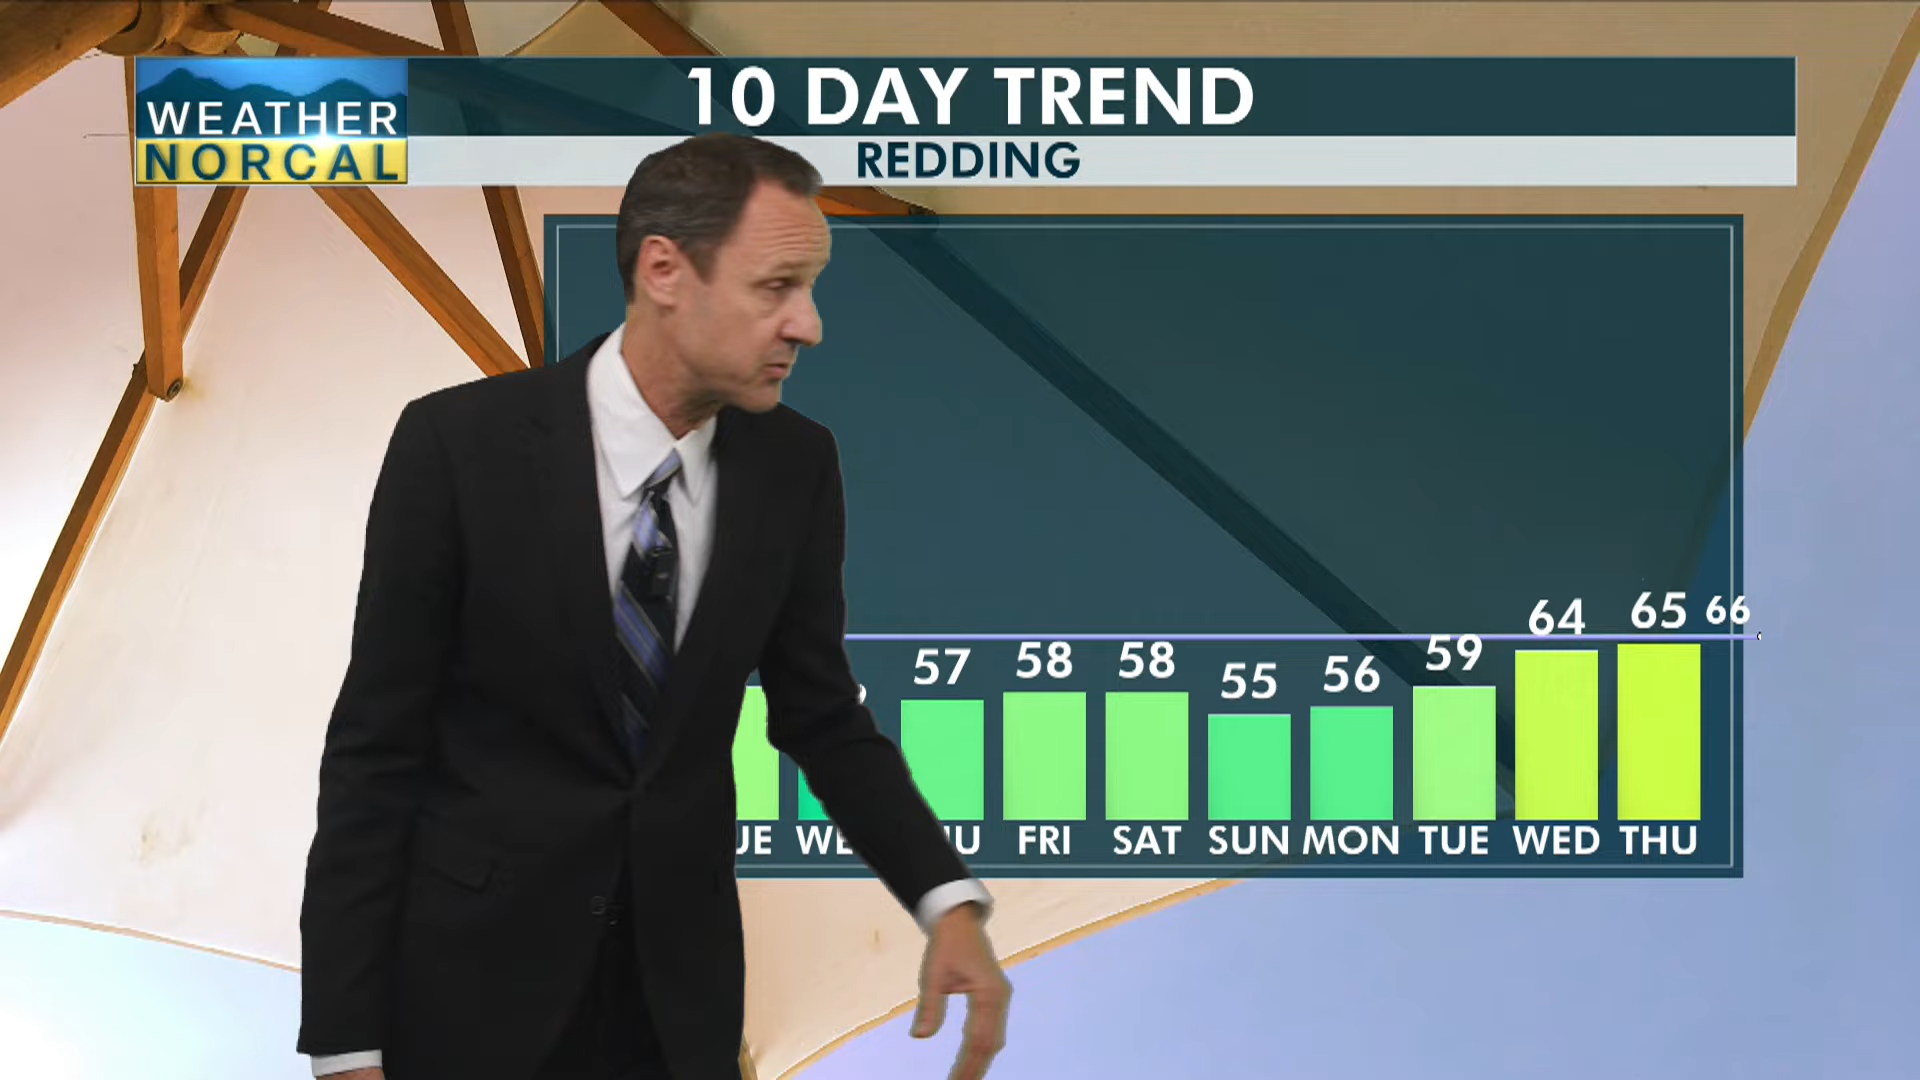 WEATHER
NORCAL
10 DAY TREND
REDDING
57 58 58 55 56 59 64 65 66
FRI SAT SUN MON TUE WED THU